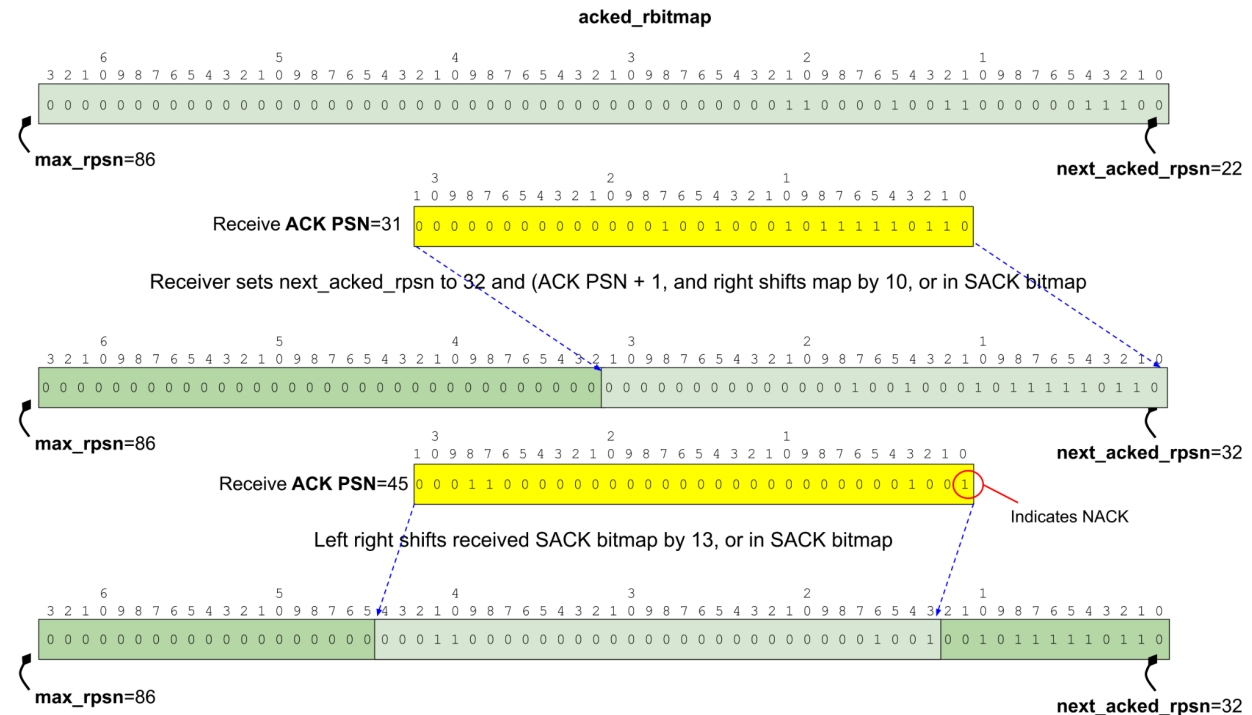 acked_rbitmap
6 5 4 3 2 1
3 2 1 0 9 8 7 6 5 4 3 2 1 0 9 8 7 6 5 4 3 2 1 0 9 8 7 6 5 4 3 2 1 0 9 8 7 6 5 4 3 2 1 0 9 8 7 6 5 4 3 2 1 0 9 8 7 6 5 4 3 2 1 0
0 0 0 0 0 0 0 0 0 0 0 0 0 0 0 0 0 0 0 0 0 0 0 0 0 0 0 0 0 0 0 0 0 0 0 0 0 0 0 0 0 0 1 1 0 0 0 0 1 0 0 1 1 0 0 0 0 0 0 1 1 1 0 0
max_rpsn=86
next_acked_rpsn=22
3 2 1
1 0 9 8 7 6 5 4 3 2 1 0 9 8 7 6 5 4 3 2 1 0 9 8 7 6 5 4 3 2 1 0
Receive ACK PSN=31 0 0 0 0 0 0 0 0 0 0 0 0 0 0 1 0 0 1 0 0 0 1 0 1 1 1 1 1 0 1 1 0
Receiver sets next_acked_rpsn to 32 and (ACK PSN + 1, and right shifts map by 10, or in SACK bitmap
6 5 4 3 2 1
3 2 1 0 9 8 7 6 5 4 3 2 1 0 9 8 7 6 5 4 3 2 1 0 9 8 7 6 5 4 3 2 1 0 9 8 7 6 5 4 3 2 1 0 9 8 7 6 5 4 3 2 1 0 9 8 7 6 5 4 3 2 1 0
0 0 0 0 0 0 0 0 0 0 0 0 0 0 0 0 0 0 0 0 0 0 0 0 0 0 0 0 0 0 0 0 0 0 0 0 0 0 0 0 0 0 0 0 0 0 1 0 0 1 0 0 0 1 0 1 1 1 1 1 0 1 1 0
max_rpsn=86
next_acked_rpsn=32
3 2 1
1 0 9 8 7 6 5 4 3 2 1 0 9 8 7 6 5 4 3 2 1 0 9 8 7 6 5 4 3 2 1 0
Receive ACK PSN=45 0 0 0 1 1 0 0 0 0 0 0 0 0 0 0 0 0 0 0 0 0 0 0 0 0 0 0 0 1 0 0 1
Indicates NACK
Left right shifts received SACK bitmap by 13, or in SACK bitmap
6 5 4 3 2 1
3 2 1 0 9 8 7 6 5 4 3 2 1 0 9 8 7 6 5 4 3 2 1 0 9 8 7 6 5 4 3 2 1 0 9 8 7 6 5 4 3 2 1 0 9 8 7 6 5 4 3 2 1 0 9 8 7 6 5 4 3 2 1 0
0 0 0 0 0 0 0 0 0 0 0 0 0 0 0 0 0 0 0 0 0 0 1 1 0 0 0 0 0 0 0 0 0 0 0 0 0 0 0 0 0 0 0 0 0 0 0 1 0 0 1 0 0 1 0 1 1 1 1 1 0 1 1 0
max_rpsn=86
next_acked_rpsn=32